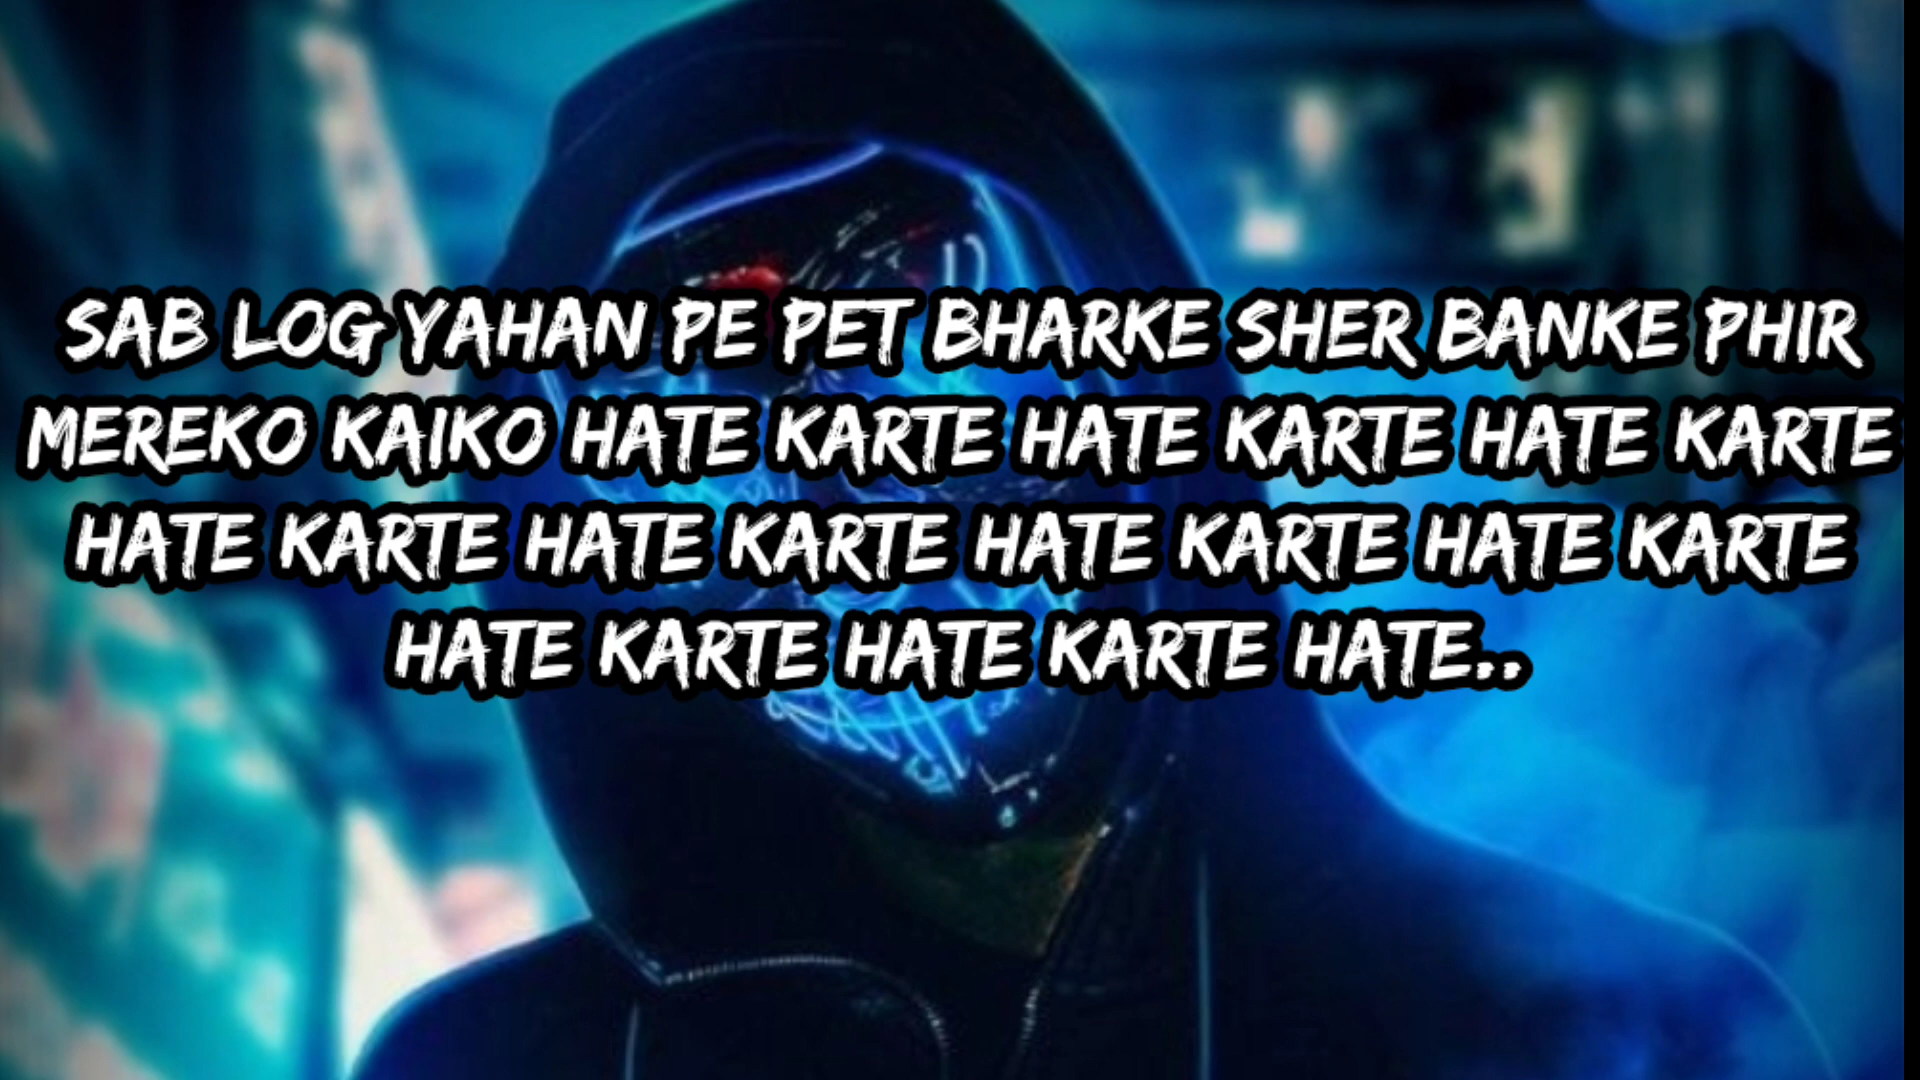 SAB LOG YAHAN PE PET BHARKE SHER BANKE PHIR
MEREKO KAIKO HATE KARTE HATE KARTE HATE KARTE
HATE KARTE HATE KARTE HATE KARTE HATE KARTE
HATE KARTE HATE KARTE HATE..